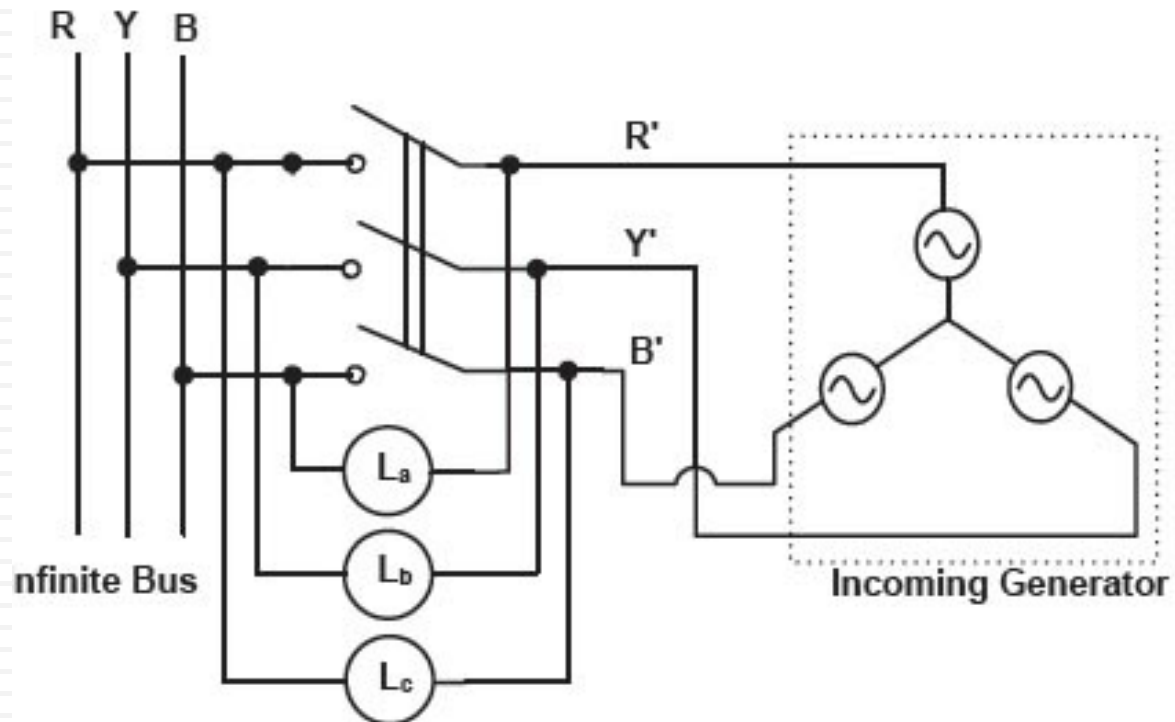 R Y B
R'
Y'
B'
La
Lb
Lc
nfinite Bus
Incoming Generator